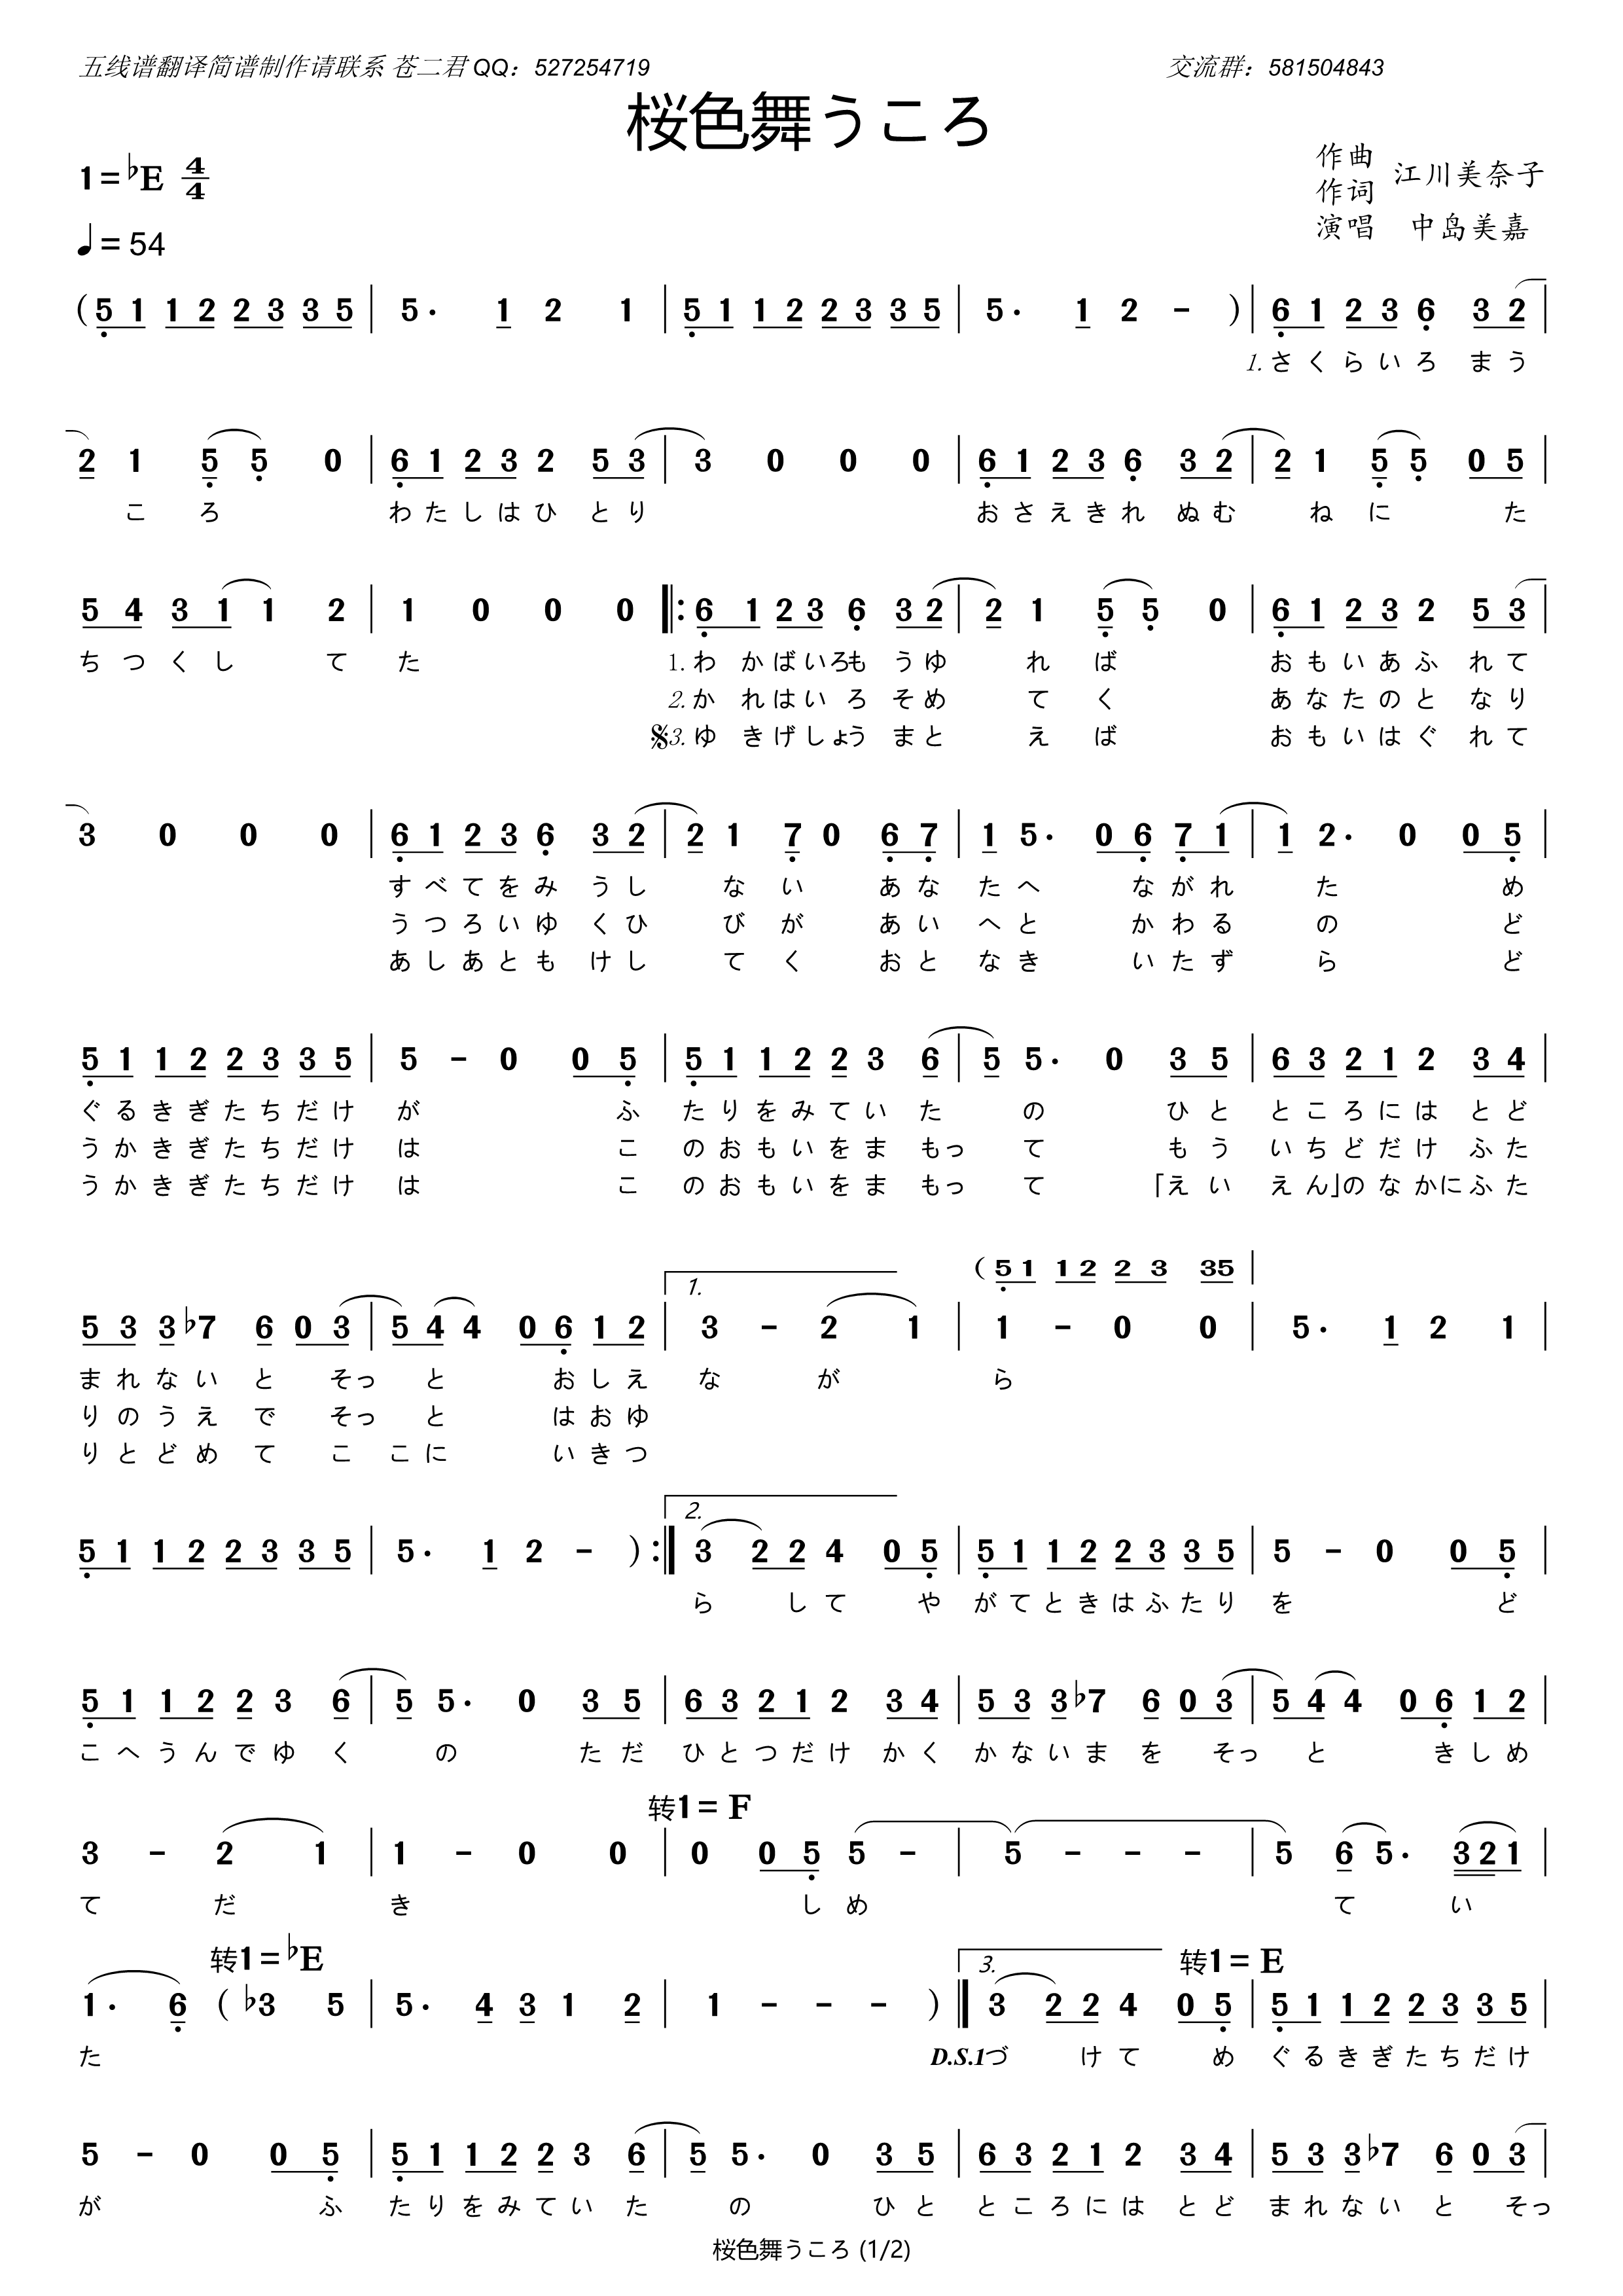 五线谱翻译简谱制作请联系 苍二君 QQ：527254719 交流群：581504843
桜色舞うころ
1=♭E 4/4
♩= 54
作曲
作词 江川美奈子
演唱 中岛美嘉
(5 1 1 2 2 3 3 5 | 5· 1 2 1 | 5 1 1 2 2 3 3 5 | 5· 1 2 - ) | 6 1 2 3 6 3 2 |
1. さ く ら い ろ ま う
2 1 5 5 0 | 6 1 2 3 2 5 3 | 3 0 0 0 | 6 1 2 3 6 3 2 | 2 1 5 5 0 5 |
こ ろ わ た し は ひ と り お さ え き れ ぬ む ね に た
5 4 3 1 1 2 | 1 0 0 0 |: 6 1 2 3 6 3 2 | 2 1 5 5 0 | 6 1 2 3 2 5 3 |
ち つ く し て た 1. わ か ば い ろ も う ゆ れ ば お も い あ ふ れ て
2. か れ は い ろ そ め て く あ な た の と な り
3. ゆ き げ し ょ う ま と え ば お も い は ぐ れ て
3 0 0 0 | 6 1 2 3 6 3 2 | 2 1 7 0 6 7 | 1 5· 0 6 7 1 | 1 2· 0 0 5 |
す べ て を み う し な い あ な た へ な が れ た め
う つ ろ い ゆ く ひ び が あ い へ と か わ る の ど
あ し あ と も け し て く お と な き い た ず ら ど
5 1 1 2 2 3 3 5 | 5 - 0 0 5 | 5 1 1 2 2 3 6 | 5 5· 0 3 5 | 6 3 2 1 2 3 4 |
ぐ る き ぎ た ち だ け が ふ た り を み て い た の ひ と と こ ろ に は と ど
う か き ぎ た ち だ け は こ の お も い を ま も っ て も う い ち ど だ け ふ た
う か き ぎ た ち だ け は こ の お も い を ま も っ て 「え い え ん」の な か に ふ た
1. (5 1 1 2 2 3 3 5 |
5 3 3 ♭7 6 0 3 | 5 4 4 0 6 1 2 | 3 - 2 1 | 1 - 0 0 | 5· 1 2 1 |
ま れ な い と そ っ と お し え な が ら
り の う え で そ っ と は お ゆ
り と ど め て こ こ に い き つ
2.
5 1 1 2 2 3 3 5 | 5· 1 2 - ) :| 3 2 2 4 0 5 | 5 1 1 2 2 3 3 5 | 5 - 0 0 5 |
ら し て や が て と き は ふ た り を ど
5 1 1 2 2 3 6 | 5 5· 0 3 5 | 6 3 2 1 2 3 4 | 5 3 3 ♭7 6 0 3 | 5 4 4 0 6 1 2 |
こ へ う ん で ゆ く の た だ ひ と つ だ け か く か な い ま を そ っ と き し め
转1= F
3 - 2 1 | 1 - 0 0 | 0 0 5 5 - | 5 - - - | 5 6 5· 3 2 1 |
て だ き し め て い
转1=♭E 3. 转1= E
1· 6 ( ♭3 5 | 5· 4 3 1 2 | 1 - - - ) | 3 2 2 4 0 5 | 5 1 1 2 2 3 3 5 |
た D.S.1 づ け て め ぐ る き ぎ た ち だ け
5 - 0 0 5 | 5 1 1 2 2 3 6 | 5 5· 0 3 5 | 6 3 2 1 2 3 4 | 5 3 3 ♭7 6 0 3 |
が ふ た り を み て い た の ひ と と こ ろ に は と ど ま れ な い と そ っ
桜色舞うころ (1/2)